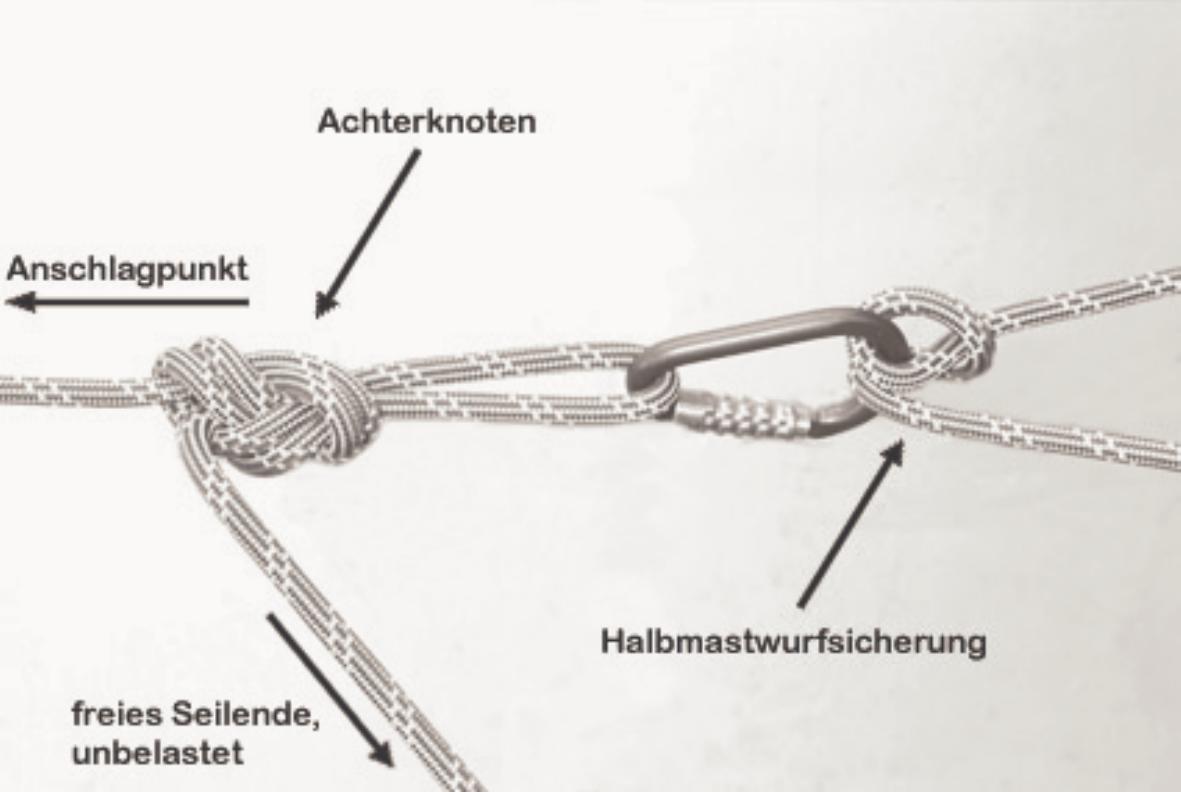 Achterknoten
Anschlagpunkt
Halbmastwurfsicherung
freies Seilende,
unbelastet